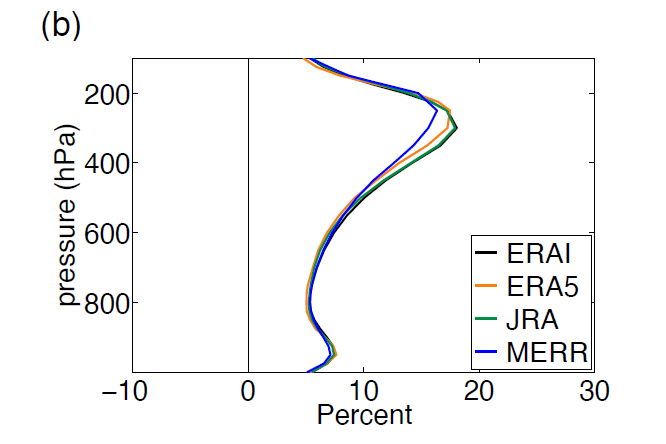 (b)
pressure (hPa)
200
400
600
800
ERAI
ERA5
JRA
MERR
−10 0 10 20 30
Percent